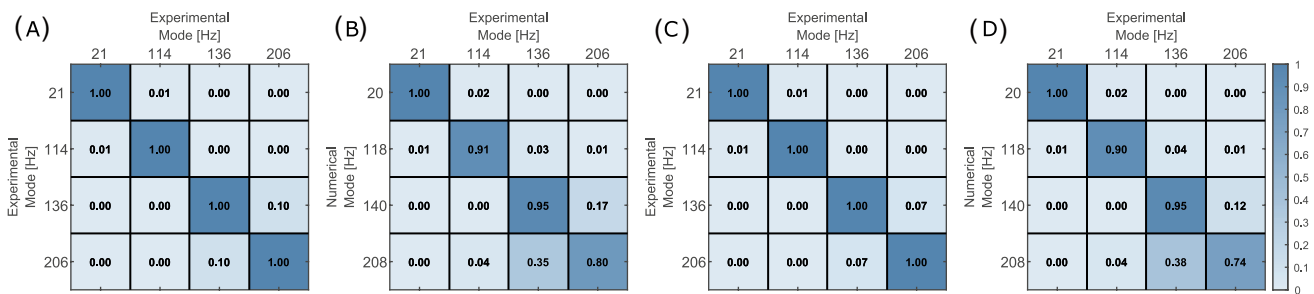 (A)
Experimental
Mode [Hz]
21 114 136 206
Experimental
Mode [Hz]
21 1.00 0.01 0.00 0.00
114 0.01 1.00 0.00 0.00
136 0.00 0.00 1.00 0.10
206 0.00 0.00 0.10 1.00
(B)
Experimental
Mode [Hz]
21 114 136 206
Numerical
Mode [Hz]
20 1.00 0.02 0.00 0.00
118 0.01 0.91 0.03 0.01
140 0.00 0.00 0.95 0.17
208 0.00 0.04 0.35 0.80
(C)
Experimental
Mode [Hz]
21 114 136 206
Experimental
Mode [Hz]
21 1.00 0.01 0.00 0.00
114 0.01 1.00 0.00 0.00
136 0.00 0.00 1.00 0.07
206 0.00 0.00 0.07 1.00
(D)
Experimental
Mode [Hz]
21 114 136 206
Numerical
Mode [Hz]
20 1.00 0.02 0.00 0.00
118 0.01 0.90 0.04 0.01
140 0.00 0.00 0.95 0.12
208 0.00 0.04 0.38 0.74
1
0.9
0.8
0.7
0.6
0.5
0.4
0.3
0.2
0.1
0